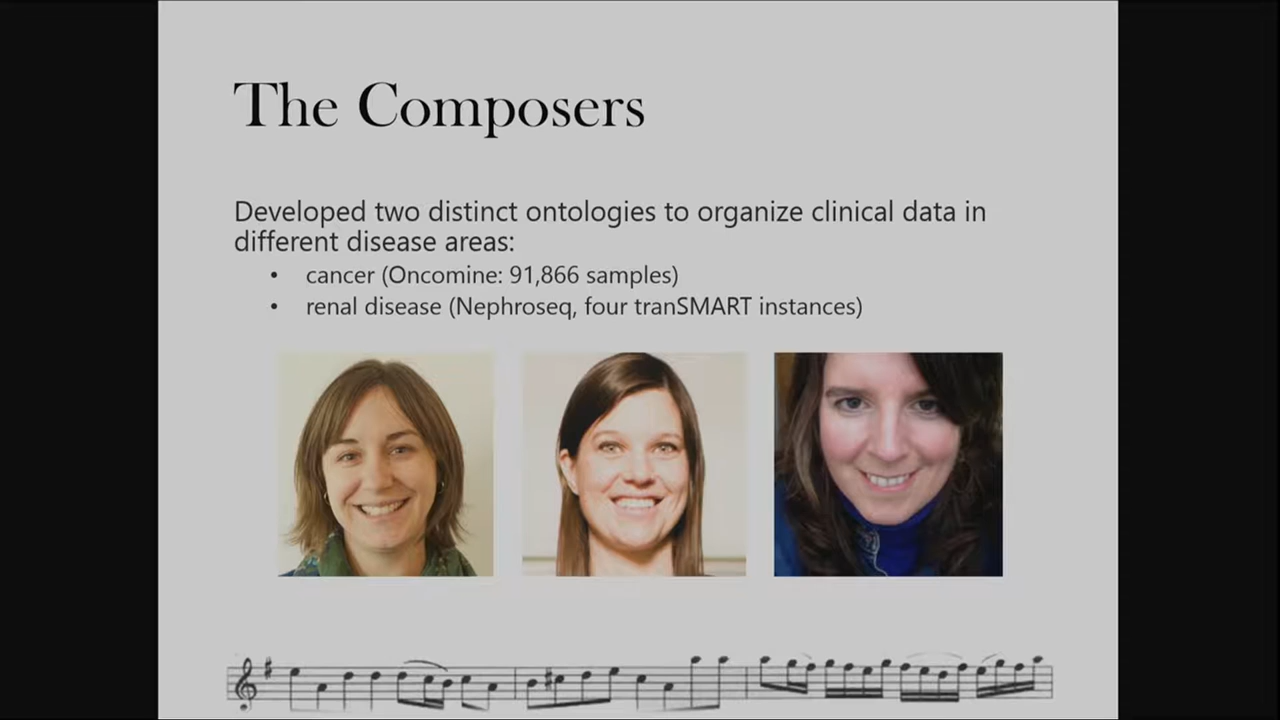 The Composers
Developed two distinct ontologies to organize clinical data in
different disease areas:
• cancer (Oncomine: 91,866 samples)
• renal disease (Nephroseq, four tranSMART instances)